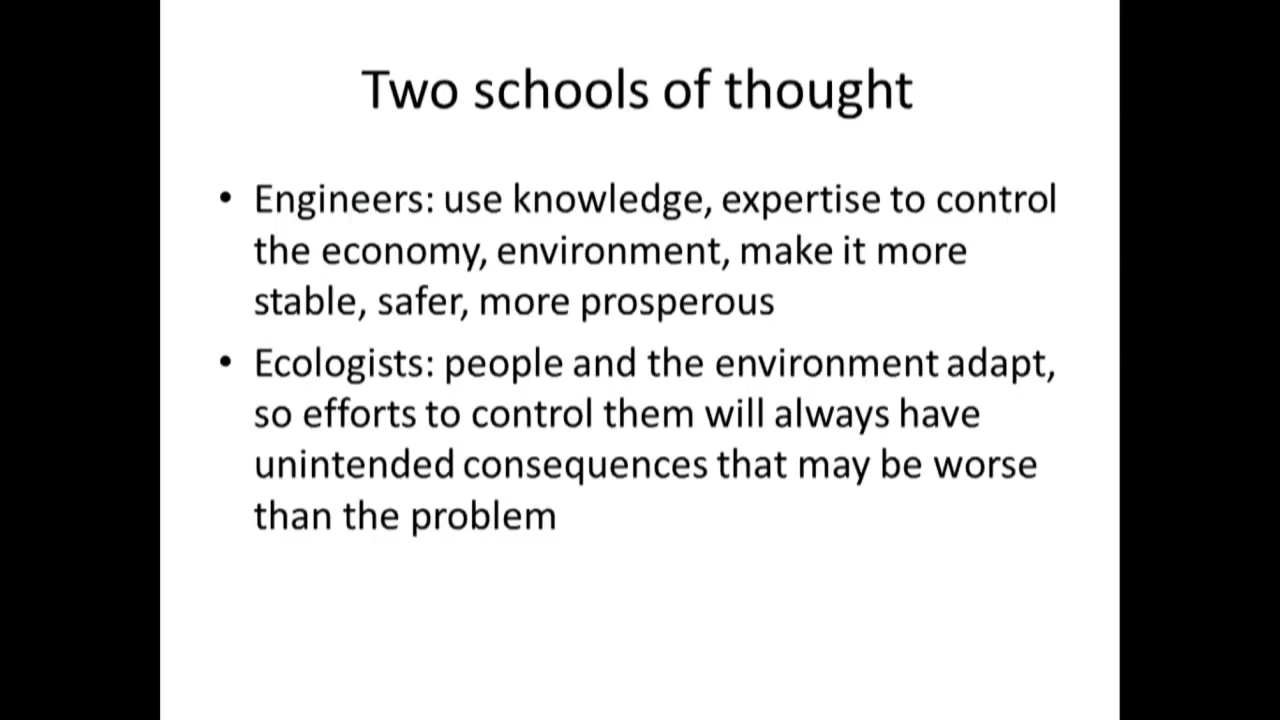 Two schools of thought
• Engineers: use knowledge, expertise to control
the economy, environment, make it more
stable, safer, more prosperous
• Ecologists: people and the environment adapt,
so efforts to control them will always have
unintended consequences that may be worse
than the problem